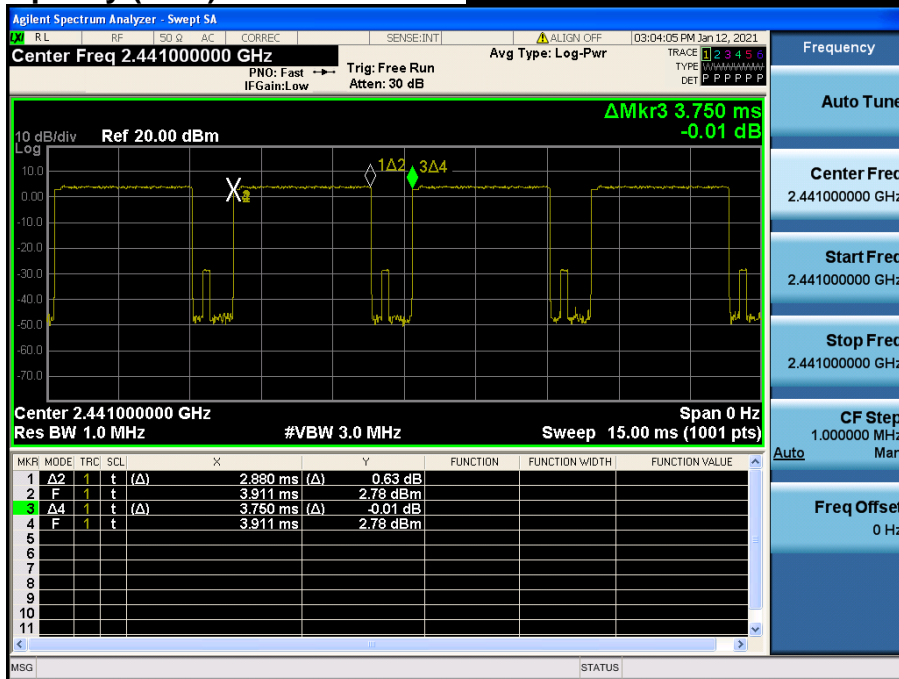 Agilent Spectrum Analyzer - Swept SA
LXI RL RF 50 Ω AC CORREC SENSE:INT ALIGN OFF 03:04:05 PM Jan 12, 2021
Center Freq 2.441000000 GHz
PNO: Fast
IFGain:Low
Trig: Free Run
Atten: 30 dB
Avg Type: Log-Pwr
TRACE 1 2 3 4 5 6
TYPE WWWWWW
DET P P P P P P
ΔMkr3 3.750 ms
-0.01 dB
10 dB/div Ref 20.00 dBm
Log
1Δ2 3Δ4
10.0
0.00
-10.0
-20.0
-30.0
-40.0
-50.0
-60.0
-70.0
Center 2.441000000 GHz Span 0 Hz
Res BW 1.0 MHz #VBW 3.0 MHz Sweep 15.00 ms (1001 pts)
MKR MODE TRC SCL X Y FUNCTION FUNCTION WIDTH FUNCTION VALUE
1 Δ2 1 t (Δ) 2.880 ms (Δ) 0.63 dB
2 F 1 t 3.911 ms 2.78 dBm
3 Δ4 1 t (Δ) 3.750 ms (Δ) -0.01 dB
4 F 1 t 3.911 ms 2.78 dBm
5
6
7
8
9
10
11
MSG STATUS
Frequency
Auto Tune
Center Freq
2.441000000 GHz
Start Freq
2.441000000 GHz
Stop Freq
2.441000000 GHz
CF Step
1.000000 MHz
Auto Man
Freq Offset
0 Hz